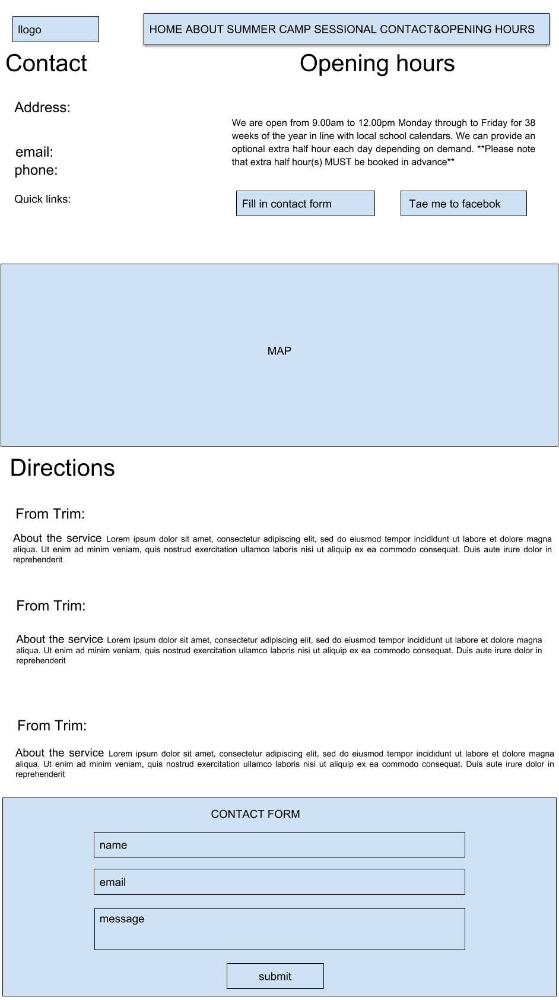 llogo
HOME ABOUT SUMMER CAMP SESSIONAL CONTACT&OPENING HOURS
Contact
Opening hours
Address:
We are open from 9.00am to 12.00pm Monday through to Friday for 38
weeks of the year in line with local school calendars. We can provide an
optional extra half hour each day depending on demand. **Please note
that extra half hour(s) MUST be booked in advance**
email:
phone:
Quick links:
Fill in contact form
Tae me to facebok
MAP
Directions
From Trim:
About the service Lorem ipsum dolor sit amet, consectetur adipiscing elit, sed do eiusmod tempor incididunt ut labore et dolore magna
aliqua. Ut enim ad minim veniam, quis nostrud exercitation ullamco laboris nisi ut aliquip ex ea commodo consequat. Duis aute irure dolor in
reprehenderit
From Trim:
About the service Lorem ipsum dolor sit amet, consectetur adipiscing elit, sed do eiusmod tempor incididunt ut labore et dolore magna
aliqua. Ut enim ad minim veniam, quis nostrud exercitation ullamco laboris nisi ut aliquip ex ea commodo consequat. Duis aute irure dolor in
reprehenderit
From Trim:
About the service Lorem ipsum dolor sit amet, consectetur adipiscing elit, sed do eiusmod tempor incididunt ut labore et dolore magna
aliqua. Ut enim ad minim veniam, quis nostrud exercitation ullamco laboris nisi ut aliquip ex ea commodo consequat. Duis aute irure dolor in
reprehenderit
CONTACT FORM
name
email
message
submit